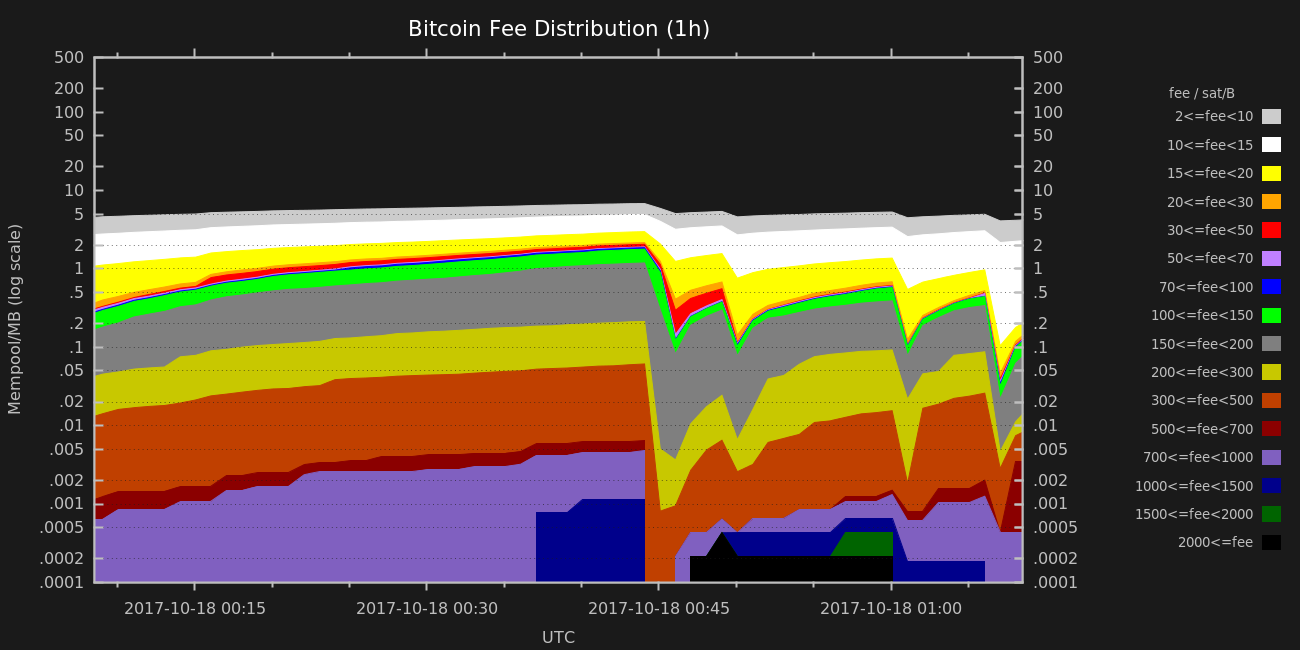 Bitcoin Fee Distribution (1h)
500 500
200 200
100 100
50 50
20 20
10 10
5 5
2 2
1 1
.5 .5
.2 .2
.1 .1
.05 .05
.02 .02
.01 .01
.005 .005
.002 .002
.001 .001
.0005 .0005
.0002 .0002
.0001 .0001
Mempool/MB (log scale)
2017-10-18 00:15 2017-10-18 00:30 2017-10-18 00:45 2017-10-18 01:00
UTC
fee / sat/B
2<=fee<10
10<=fee<15
15<=fee<20
20<=fee<30
30<=fee<50
50<=fee<70
70<=fee<100
100<=fee<150
150<=fee<200
200<=fee<300
300<=fee<500
500<=fee<700
700<=fee<1000
1000<=fee<1500
1500<=fee<2000
2000<=fee